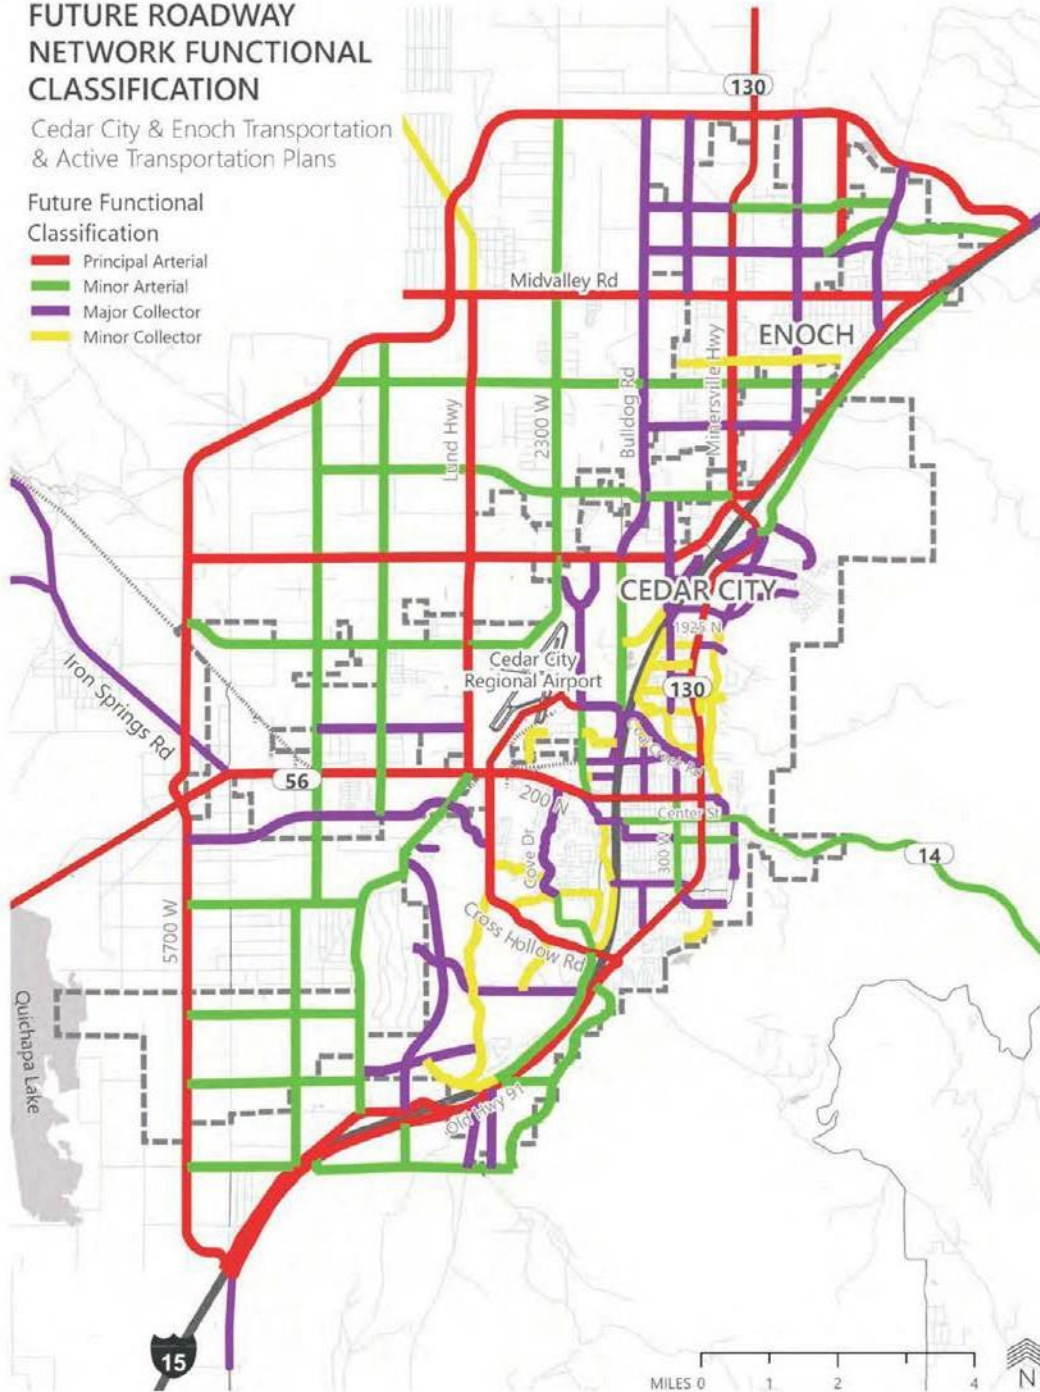 FUTURE ROADWAY
NETWORK FUNCTIONAL
CLASSIFICATION
Cedar City & Enoch Transportation
& Active Transportation Plans
Future Functional
Classification
Principal Arterial
Minor Arterial
Major Collector
Minor Collector
130
Midvalley Rd
ENOCH
Minersville Hwy
Bulldog Rd
2300 W
Lund Hwy
CEDAR CITY
1925 N
Cedar City
Regional Airport
130
Iron Springs Rd
56
200 N
Center St
300 W
Cove Dr
14
5700 W
Cross Hollow Rd
Quichapa Lake
Old Hwy 91
15
MILES 0 1 2 4
N